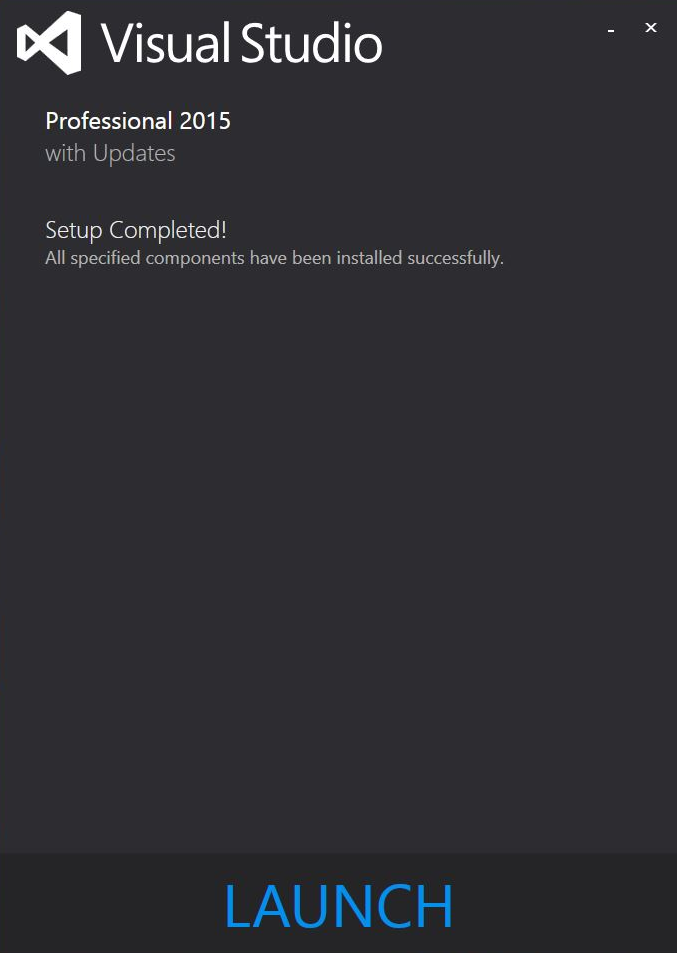 Visual Studio
Professional 2015
with Updates
Setup Completed!
All specified components have been installed successfully.
LAUNCH